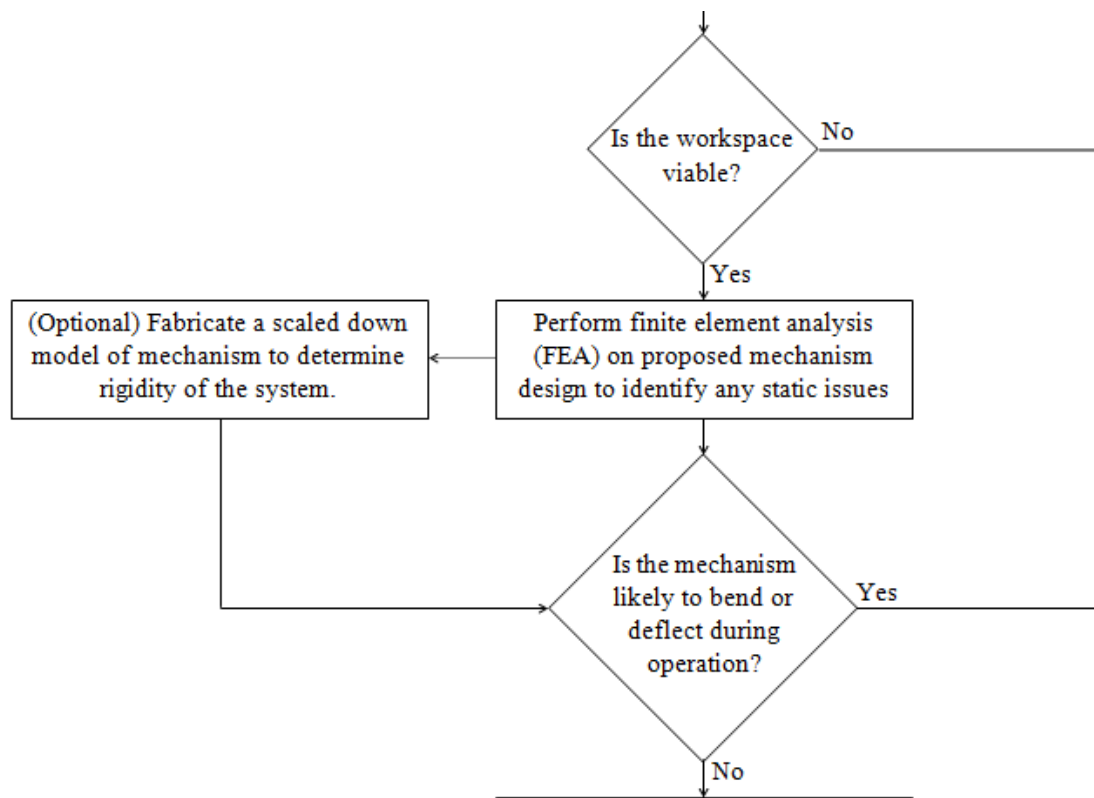 Is the workspace
viable?
No
Yes
(Optional) Fabricate a scaled down
model of mechanism to determine
rigidity of the system.
Perform finite element analysis
(FEA) on proposed mechanism
design to identify any static issues
Is the mechanism
likely to bend or
deflect during
operation?
Yes
No